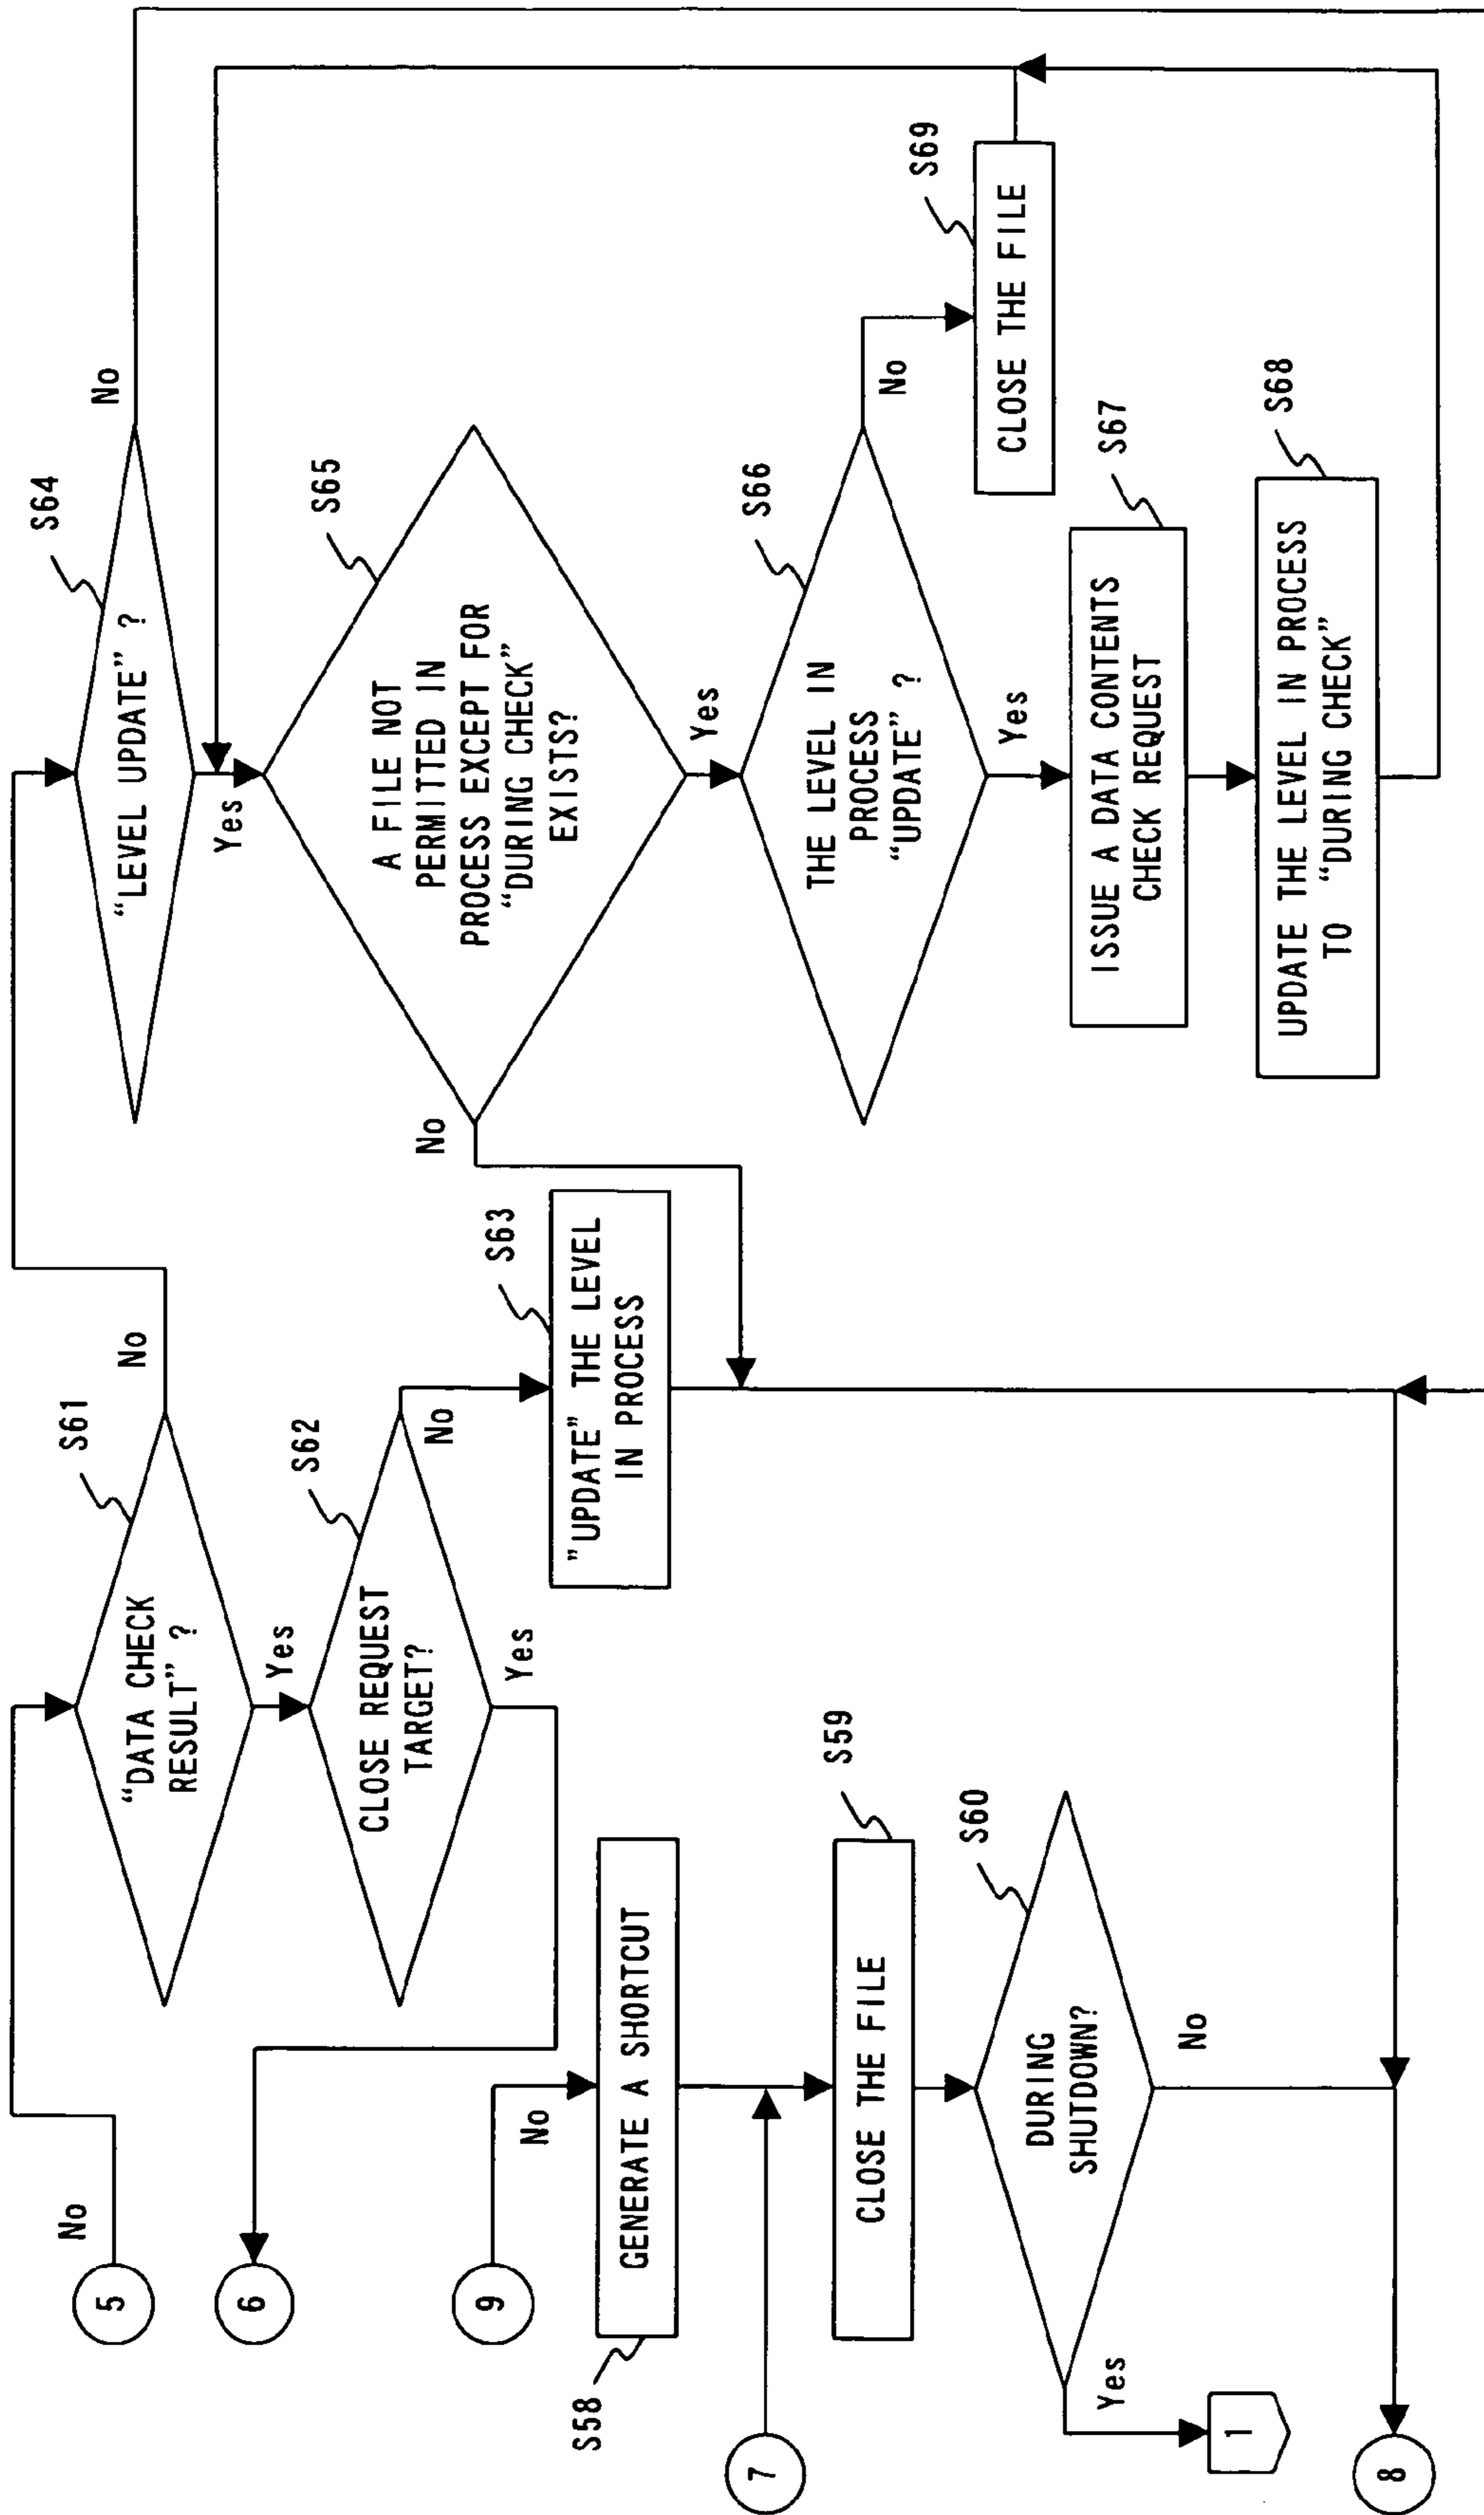 5
No
S61
“DATA CHECK
RESULT” ?
No
Yes
6
S62
CLOSE REQUEST
TARGET?
No
Yes
S63
"UPDATE" THE LEVEL
IN PROCESS
9
No
S58
GENERATE A SHORTCUT
7
S59
CLOSE THE FILE
S60
DURING
SHUTDOWN?
Yes
No
1
8
S64
“LEVEL UPDATE” ?
No
Yes
S65
A FILE NOT
PERMITTED IN
PROCESS EXCEPT FOR
“DURING CHECK”
EXISTS?
No
Yes
S66
THE LEVEL IN
PROCESS
“UPDATE” ?
No
Yes
S69
CLOSE THE FILE
S67
ISSUE A DATA CONTENTS
CHECK REQUEST
S68
UPDATE THE LEVEL IN PROCESS
TO “DURING CHECK”